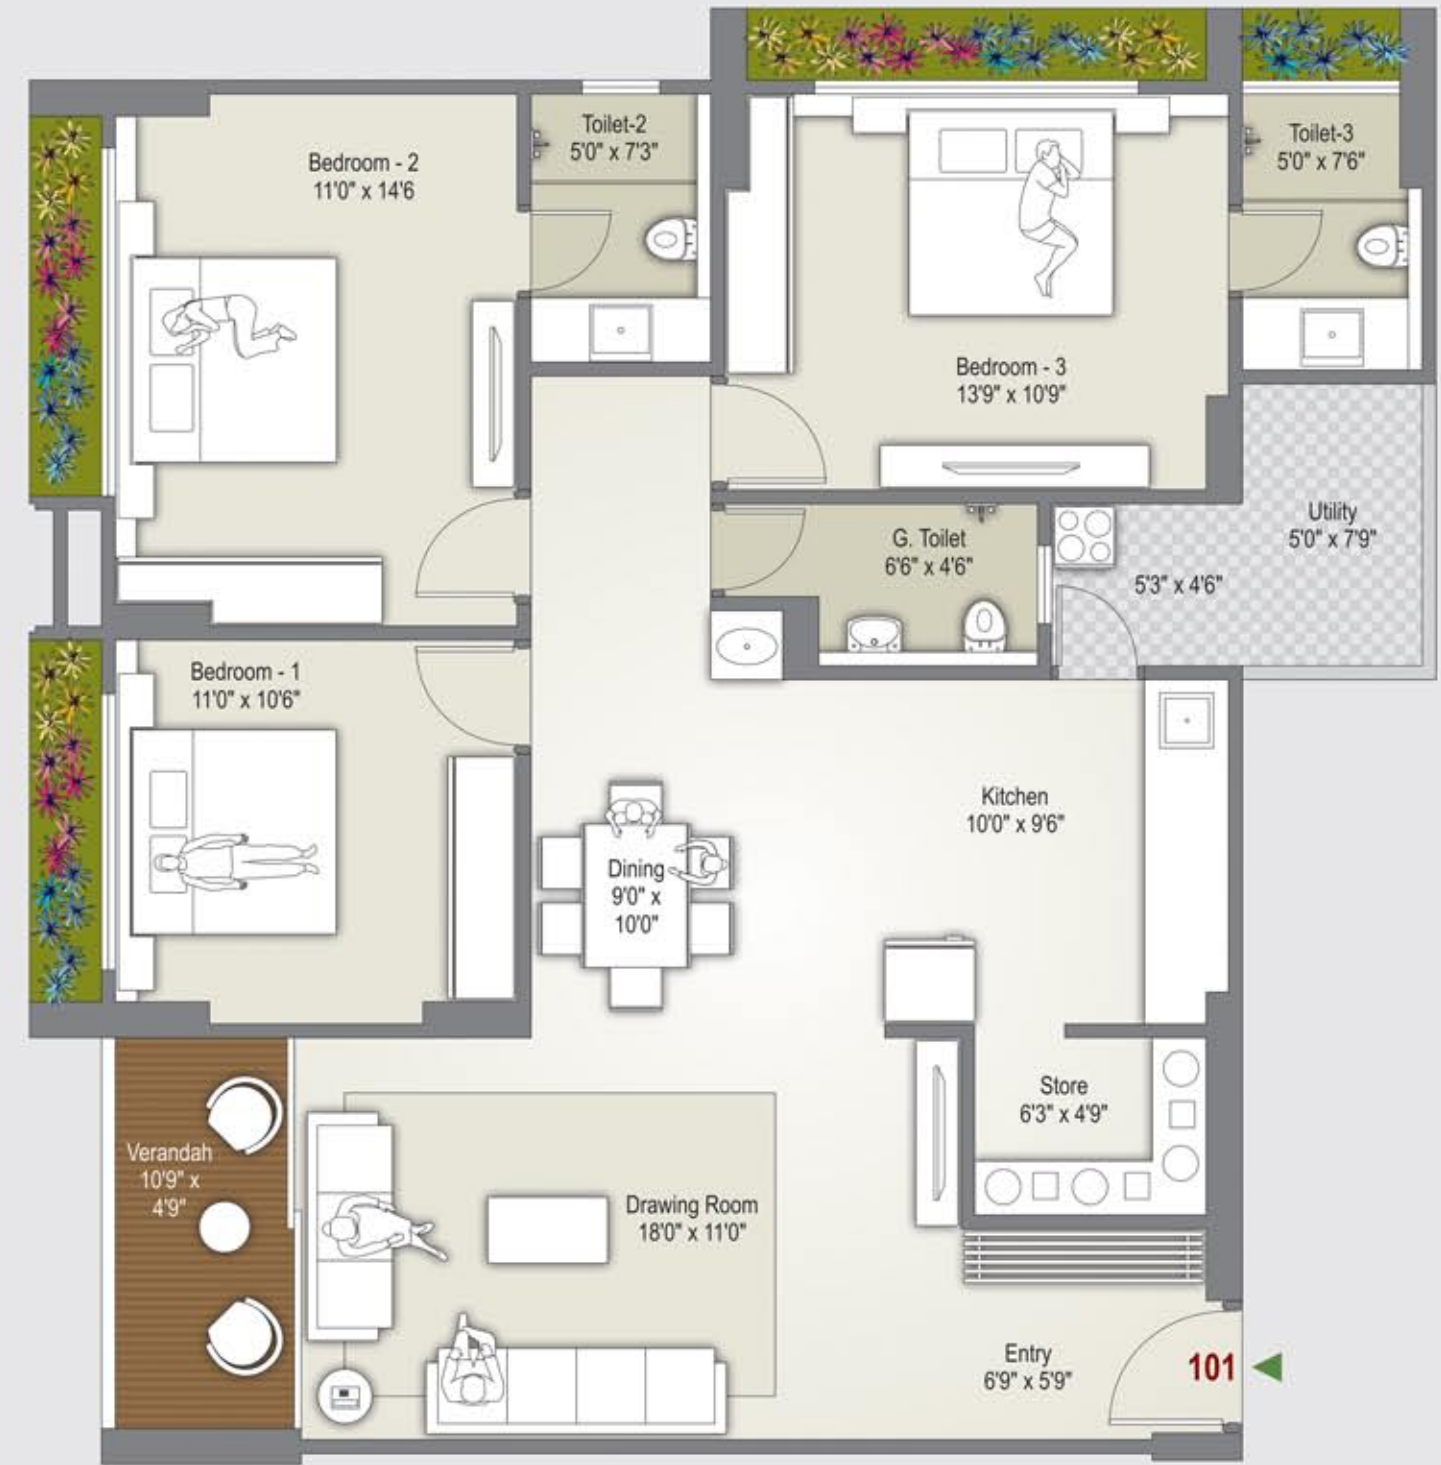 Toilet-2
5'0" x 7'3"
Toilet-3
5'0" x 7'6"
Bedroom - 2
11'0" x 14'6
Bedroom - 3
13'9" x 10'9"
Utility
5'0" x 7'9"
G. Toilet
6'6" x 4'6"
5'3" x 4'6"
Bedroom - 1
11'0" x 10'6"
Kitchen
10'0" x 9'6"
Dining
9'0" x
10'0"
Store
6'3" x 4'9"
Verandah
10'9" x
4'9"
Drawing Room
18'0" x 11'0"
Entry
6'9" x 5'9"
101